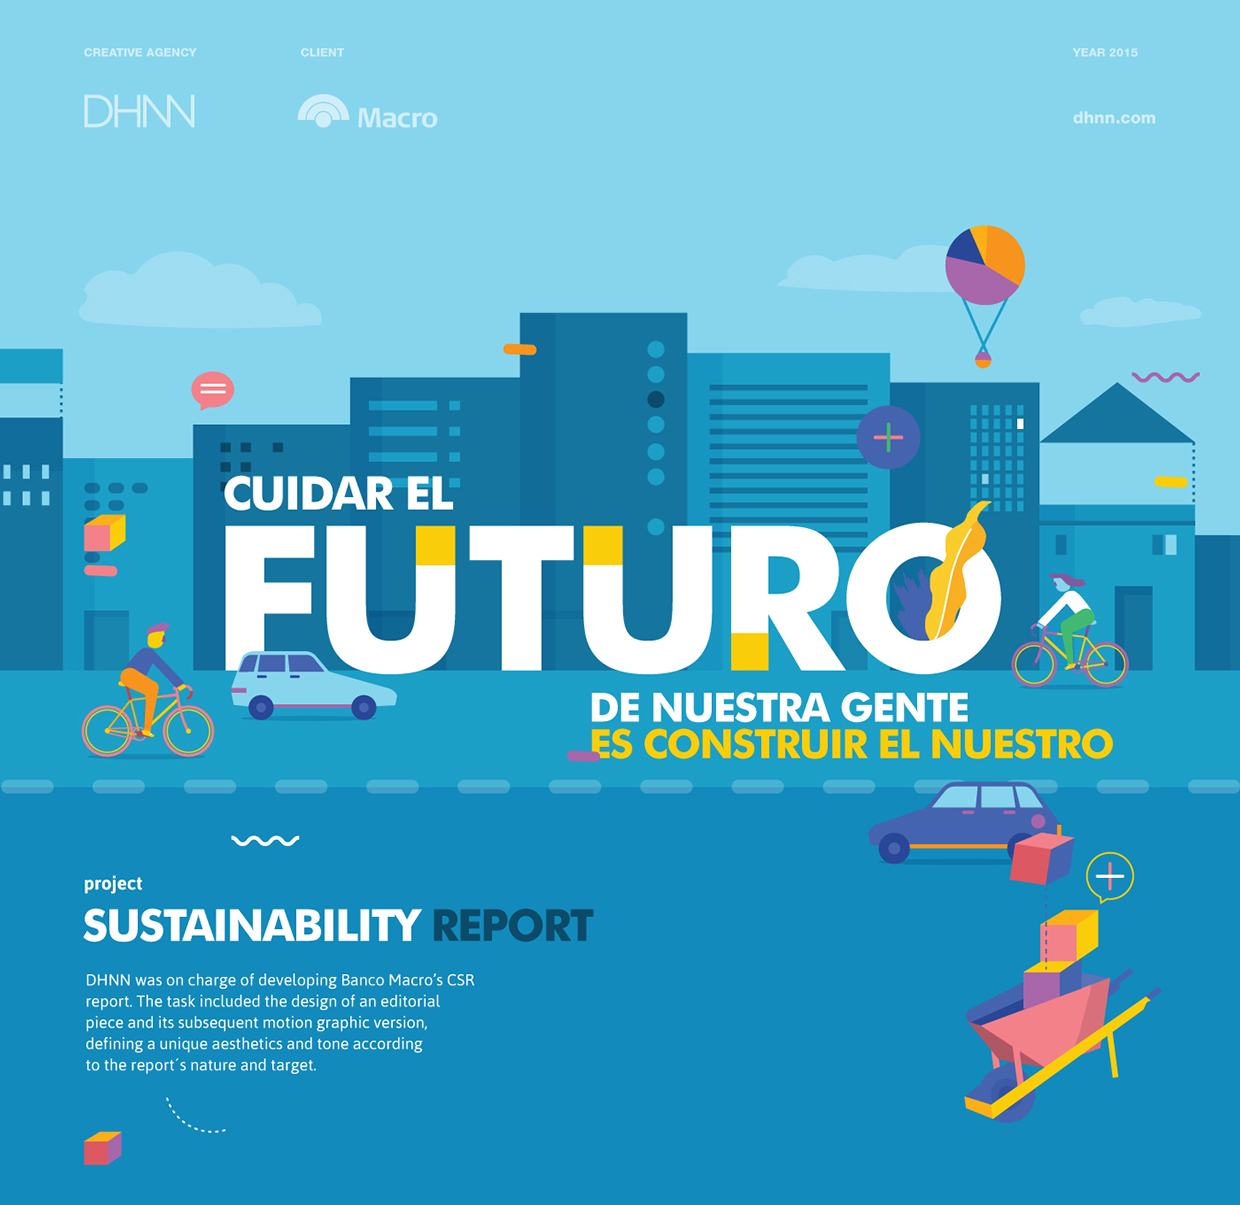 CREATIVE AGENCY
CLIENT
YEAR 2015
DHNN
Macro
dhnn.com
CUIDAR EL
FUTURO
DE NUESTRA GENTE
ES CONSTRUIR EL NUESTRO
project
SUSTAINABILITY REPORT
DHNN was on charge of developing Banco Macro’s CSR
report. The task included the design of an editorial
piece and its subsequent motion graphic version,
defining a unique aesthetics and tone according
to the report´s nature and target.